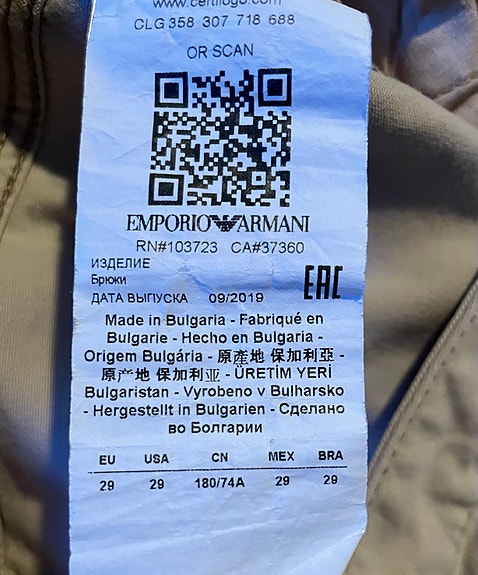 www.certilogo.com
CLG 358 307 718 688
OR SCAN
EMPORIO ARMANI
RN#103723 CA#37360
ИЗДЕЛИЕ
Брюки
ДАТА ВЫПУСКА 09/2019
EAC
Made in Bulgaria - Fabriqué en
Bulgarie - Hecho en Bulgaria -
Origem Bulgária - 原產地 保加利亞 -
原产地 保加利亚 - ÜRETİM YERİ
Bulgaristan - Vyrobeno v Bulharsko
- Hergestellt in Bulgarien - Сделано
во Болгарии
EU USA CN MEX BRA
29 29 180/74A 29 29